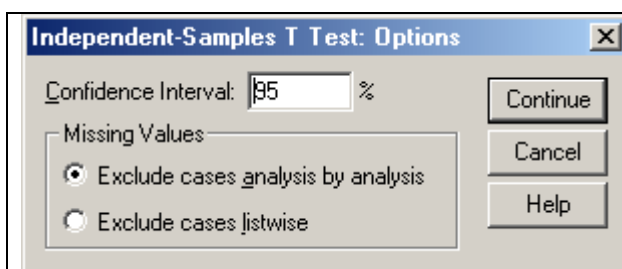 Independent-Samples T Test: Options
Confidence Interval: 95 %
Continue
Missing Values
Cancel
Exclude cases analysis by analysis
Help
Exclude cases listwise